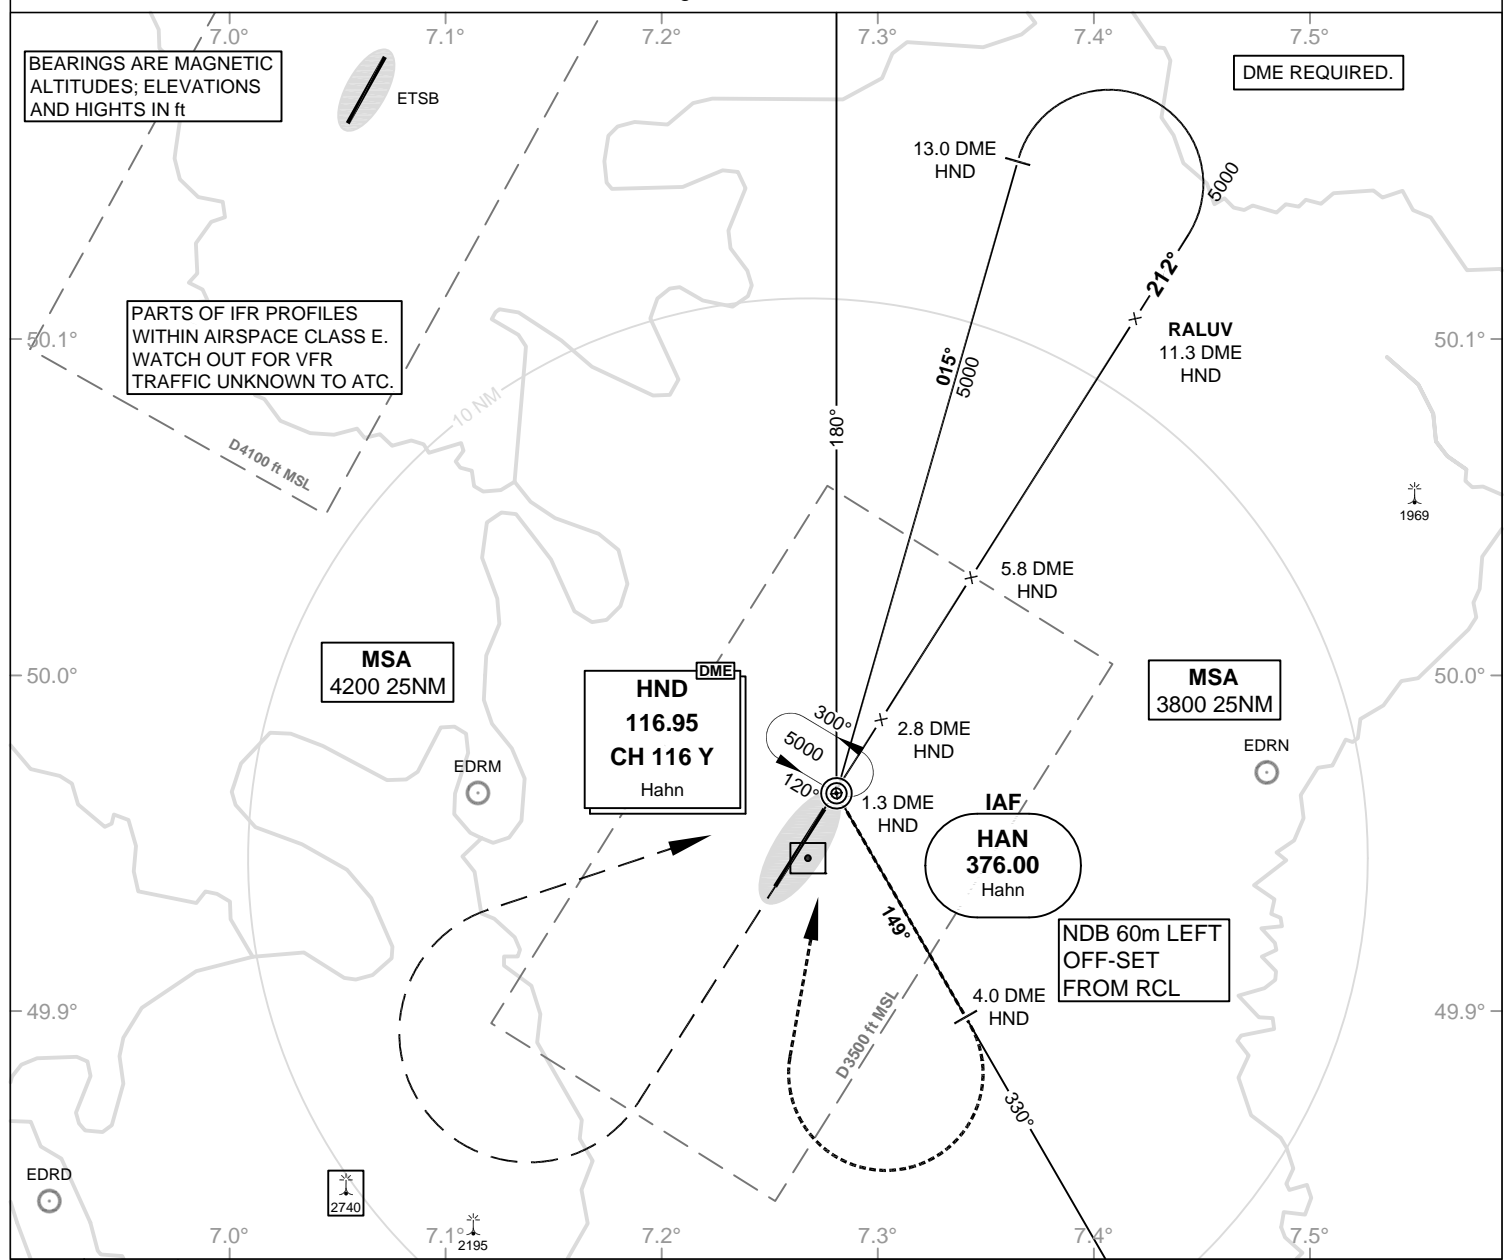 7.0°
7.1°
7.2°
7.3°
7.4°
7.5°
BEARINGS ARE MAGNETIC
ALTITUDES; ELEVATIONS
AND HIGHTS IN ft
ETSB
DME REQUIRED.
13.0 DME
HND
5000
212°
PARTS OF IFR PROFILES
WITHIN AIRSPACE CLASS E.
WATCH OUT FOR VFR
TRAFFIC UNKNOWN TO ATC.
50.1°
50.1°
RALUV
11.3 DME
HND
015°
5000
10 NM
180°
D4100 ft MSL
1969
5.8 DME
HND
MSA
4200 25NM
50.0°
50.0°
DME
HND
116.95
CH 116 Y
Hahn
MSA
3800 25NM
300°
5000
120°
2.8 DME
HND
EDRM
EDRN
1.3 DME
HND
IAF
HAN
376.00
Hahn
149°
NDB 60m LEFT
OFF-SET
FROM RCL
4.0 DME
HND
49.9°
49.9°
D3500 ft MSL
330°
EDRD
2740
2195
7.0°
7.1°
7.2°
7.3°
7.4°
7.5°